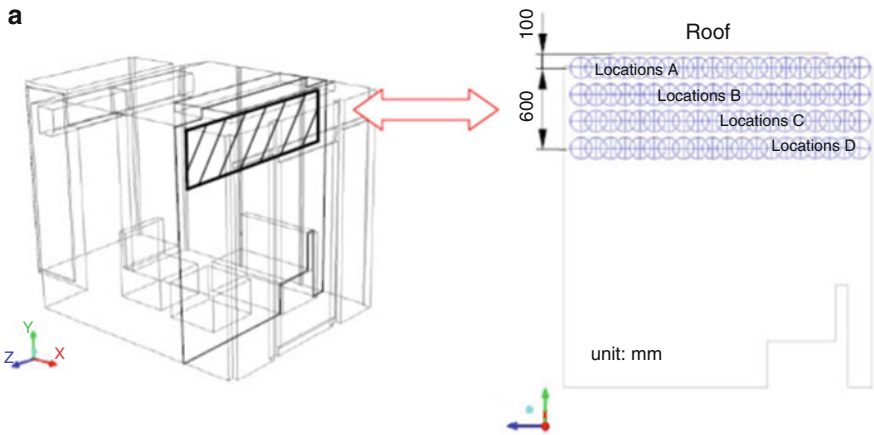 a
Roof
100
600
Locations A
Locations B
Locations C
Locations D
unit: mm
Y
Z
X